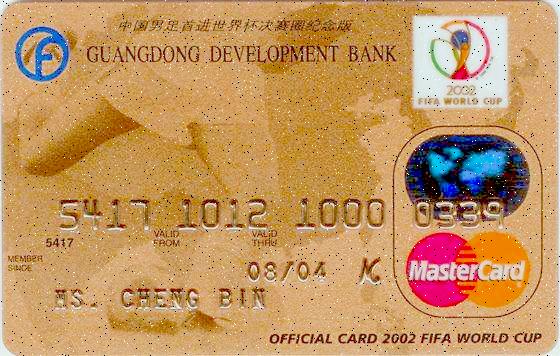 中国男足首进世界杯决赛圈纪念版
GUANGDONG DEVELOPMENT BANK
2002
FIFA WORLD CUP
5417 1012 1000 0339
5417
VALID FROM
VALID THRU
MEMBER SINCE
08/04
MS. CHENG BIN
MasterCard
OFFICIAL CARD 2002 FIFA WORLD CUP